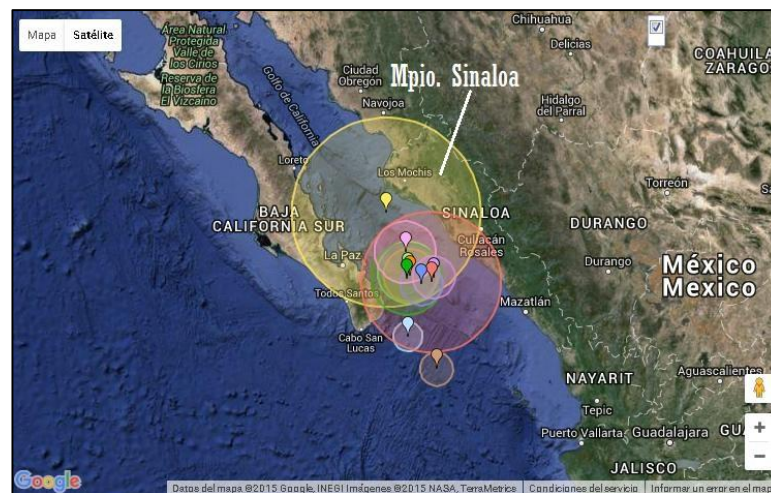 Mapa
Satélite
Área Natural
Protegida
Valle de
los Cirios
Reserva de
la Biosfera
El Vizcaíno
Golfo de California
Ciudad
Obregón
Navojoa
Mpio. Sinaloa
Chihuahua
Delicias
COAHUILA
ZARAGO
Hidalgo
del Parral
Loreto
Los Mochis
Torreón
BAJA
CALIFORNIA SUR
SINALOA
Culiacán
Rosales
DURANGO
La Paz
Durango
México
Mexico
Todos Santos
Mazatlán
Cabo San
Lucas
NAYARIT
Aguascalientes
Tepic
Puerto Vallarta
Guadalajara
GUA
JALISCO
+
−
Google
Datos del mapa ©2015 Google, INEGI Imágenes ©2015 NASA, TerraMetrics
Condiciones del servicio
Informar un error en el map